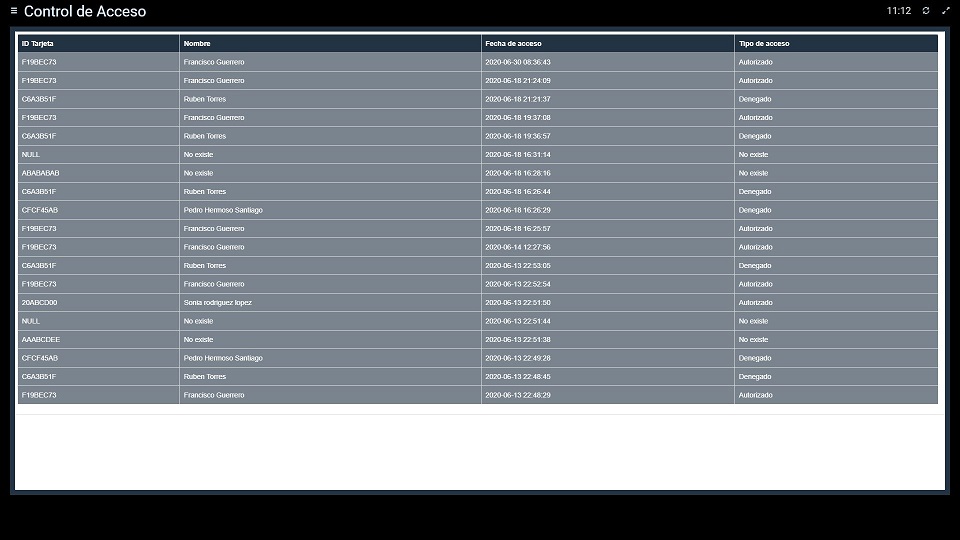 Control de Acceso 11:12
ID Tarjeta Nombre Fecha de acceso Tipo de acceso
F19BEC73 Francisco Guerrero 2020-06-30 08:36:43 Autorizado
F19BEC73 Francisco Guerrero 2020-06-18 21:24:09 Autorizado
C6A3B51F Ruben Torres 2020-06-18 21:21:37 Denegado
F19BEC73 Francisco Guerrero 2020-06-18 19:37:08 Autorizado
C6A3B51F Ruben Torres 2020-06-18 19:36:57 Denegado
NULL No existe 2020-06-18 16:31:14 No existe
ABABABAB No existe 2020-06-18 16:28:16 No existe
C6A3B51F Ruben Torres 2020-06-18 16:26:44 Denegado
CFCF45AB Pedro Hermoso Santiago 2020-06-18 16:26:29 Denegado
F19BEC73 Francisco Guerrero 2020-06-18 16:25:57 Autorizado
F19BEC73 Francisco Guerrero 2020-06-14 12:27:56 Autorizado
C6A3B51F Ruben Torres 2020-06-13 22:53:05 Denegado
F19BEC73 Francisco Guerrero 2020-06-13 22:52:54 Autorizado
20ABCD00 Sonia rodriguez lopez 2020-06-13 22:51:50 Autorizado
NULL No existe 2020-06-13 22:51:44 No existe
AAABCDEE No existe 2020-06-13 22:51:38 No existe
CFCF45AB Pedro Hermoso Santiago 2020-06-13 22:49:28 Denegado
C6A3B51F Ruben Torres 2020-06-13 22:48:45 Denegado
F19BEC73 Francisco Guerrero 2020-06-13 22:48:29 Autorizado